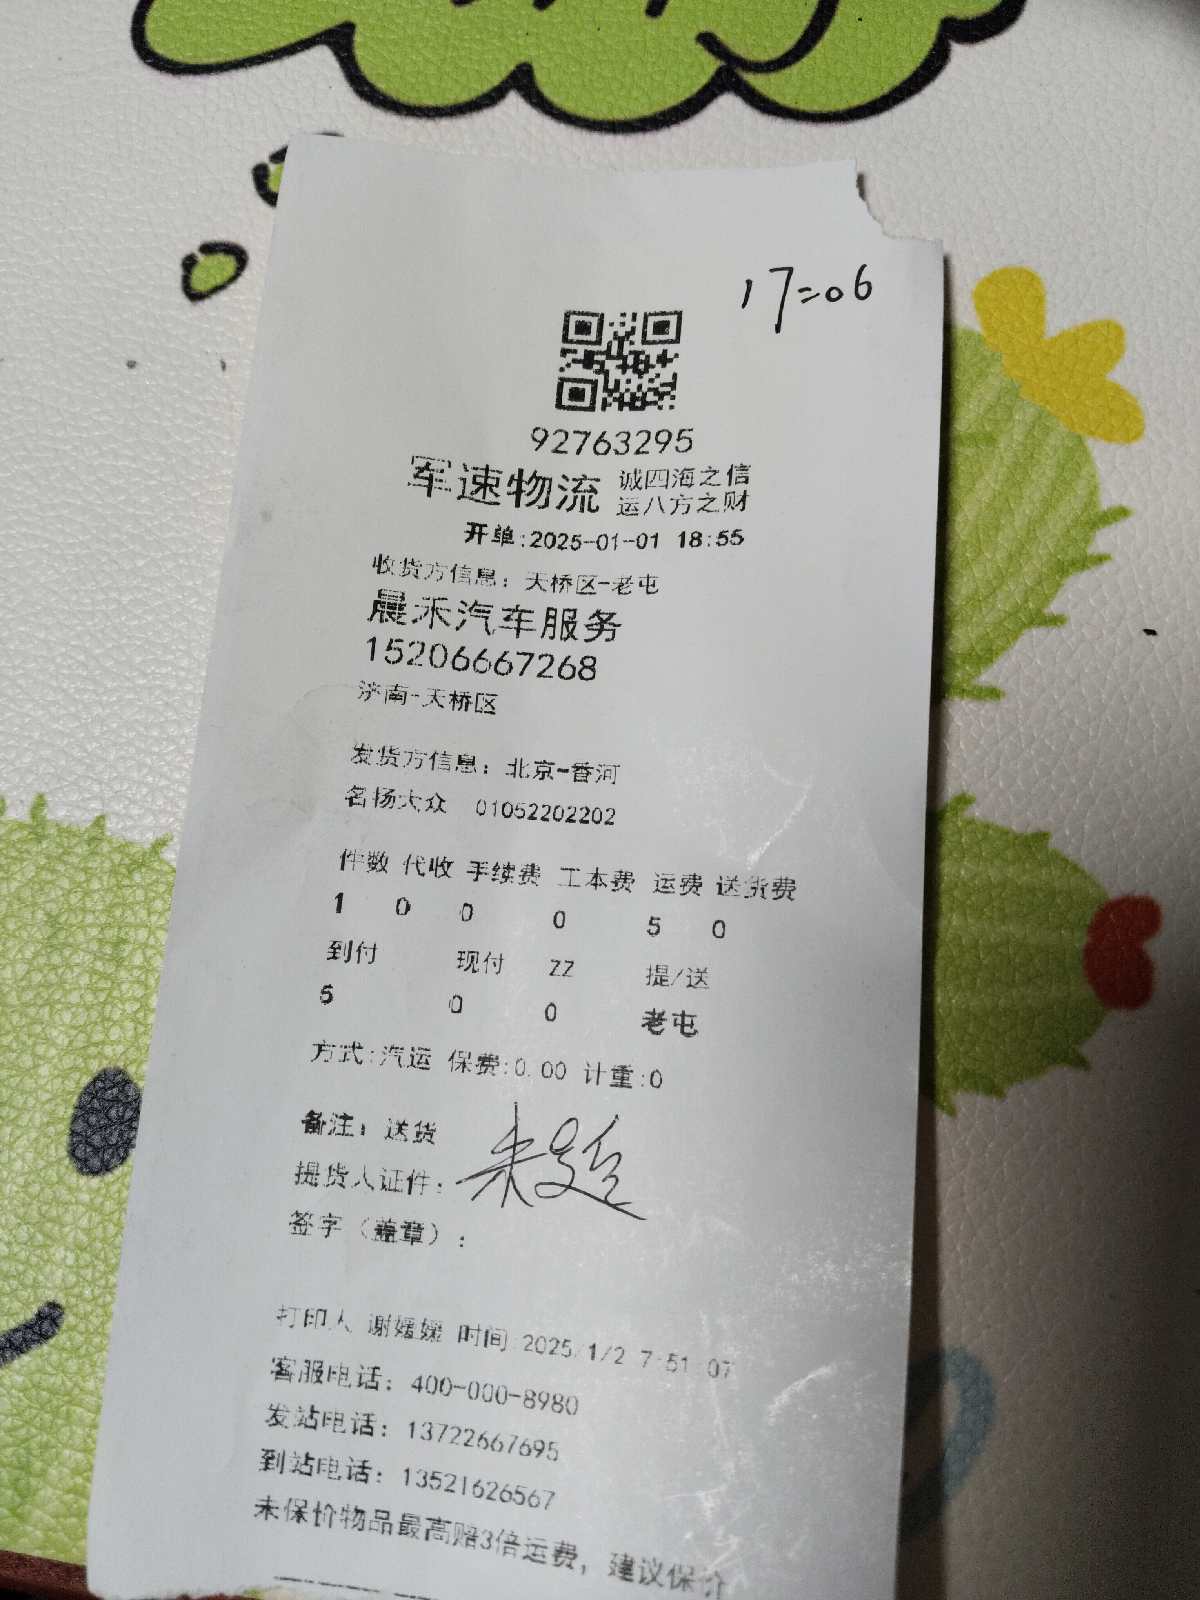 17:06
92763295
军速物流 诚四海之信
运八方之财
开单:2025-01-01 18:55
收货方信息：天桥区-老屯
晨禾汽车服务
15206667268
济南-天桥区
发货方信息：北京-香河
名扬大众 01052202202
件数 代收 手续费 工本费 运费 送货费
1 0 0 0 5 0
到付 现付 ZZ 提/送
5 0 0 老屯
方式:汽运 保费:0.00 计重:0
备注：送货
提货人证件：
签字（盖章）：
打印人 谢媛媛 时间 2025/1/2 7:51:07
客服电话：400-000-8980
发站电话：13722667695
到站电话：13521626567
未保价物品最高赔3倍运费，建议保价